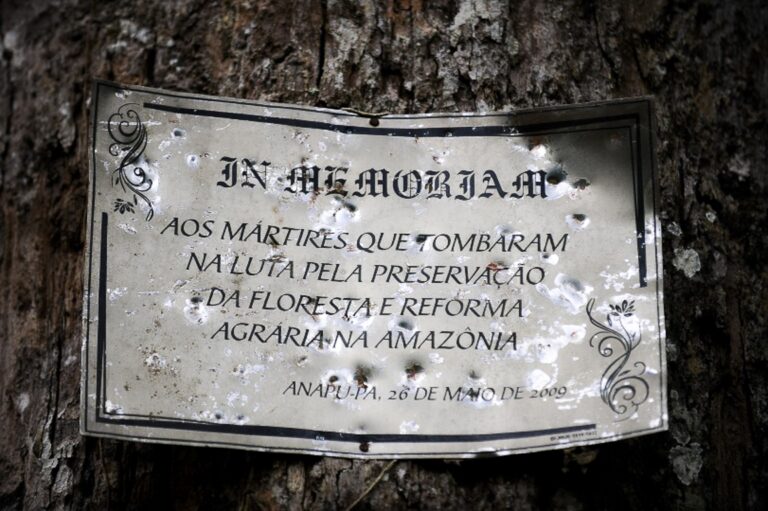 IN MEMORIAM
AOS MÁRTIRES QUE TOMBARAM
NA LUTA PELA PRESERVAÇÃO
DA FLORESTA E REFORMA
AGRÁRIA NA AMAZÔNIA
ANAPU-PA, 26 DE MAIO DE 2009